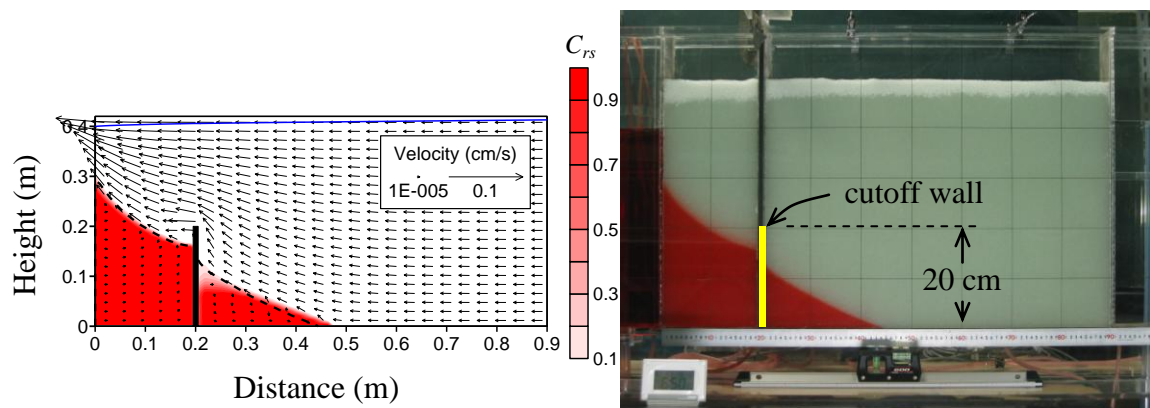 C_rs
0.9
0.7
0.5
0.3
0.1
Height (m)
0.4
0.3
0.2
0.1
0
Velocity (cm/s)
1E-005 0.1
0 0.1 0.2 0.3 0.4 0.5 0.6 0.7 0.8 0.9
Distance (m)
cutoff wall
20 cm